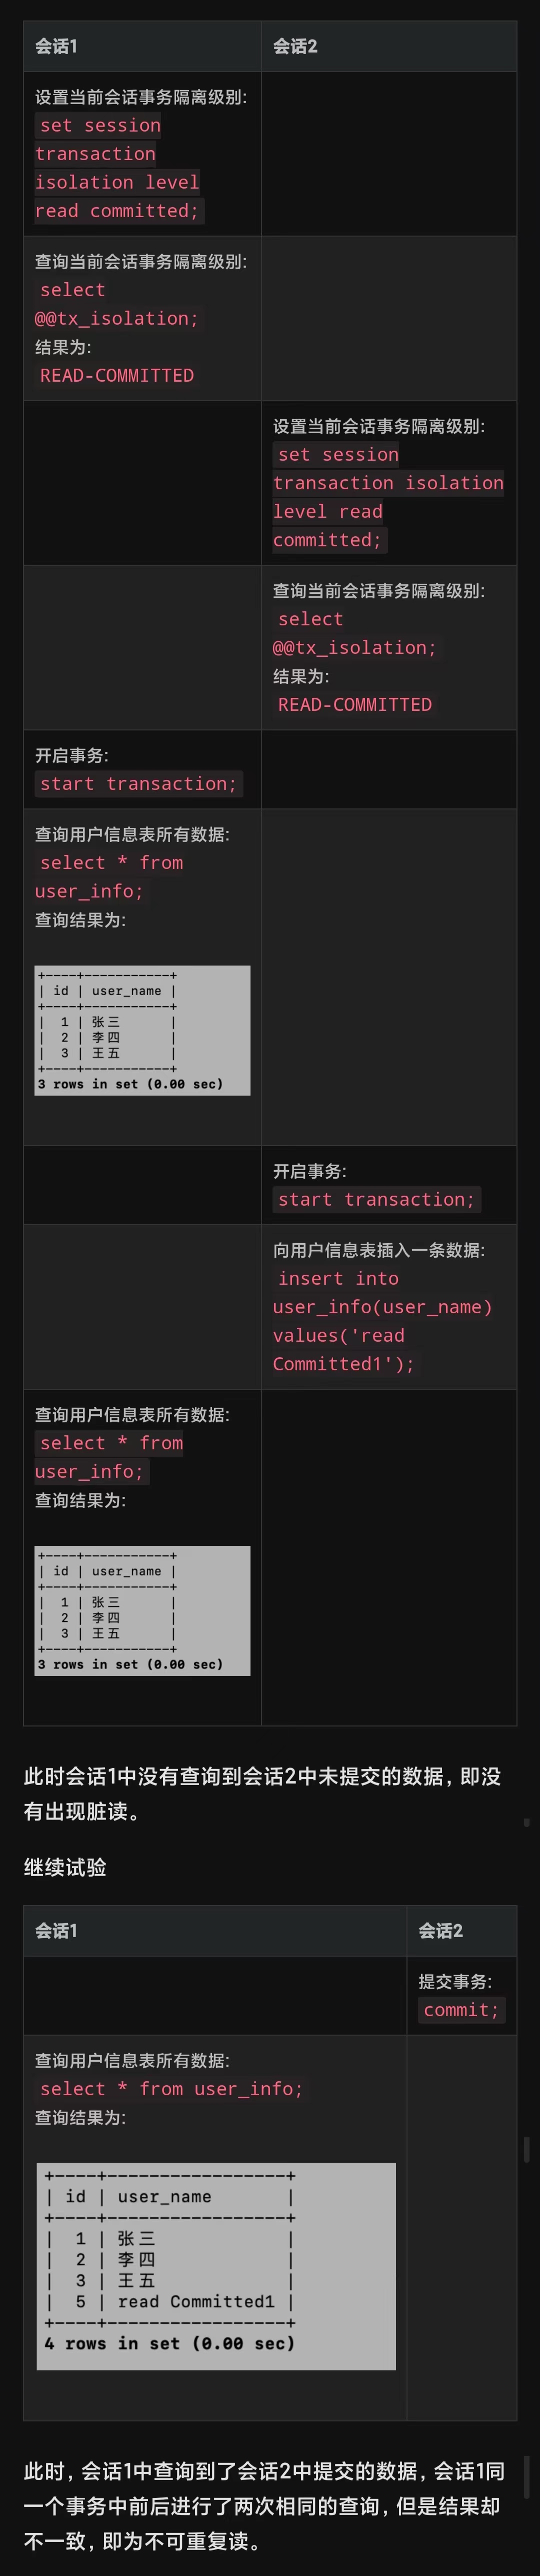 会话1
会话2
设置当前会话事务隔离级别:
set session
transaction
isolation level
read committed;
查询当前会话事务隔离级别:
select
@@tx_isolation;
结果为:
READ-COMMITTED
设置当前会话事务隔离级别:
set session
transaction isolation
level read
committed;
查询当前会话事务隔离级别:
select
@@tx_isolation;
结果为:
READ-COMMITTED
开启事务:
start transaction;
查询用户信息表所有数据:
select * from
user_info;
查询结果为:
+----+-----------+
| id | user_name |
+----+-----------+
| 1 | 张三 |
| 2 | 李四 |
| 3 | 王五 |
+----+-----------+
3 rows in set (0.00 sec)
开启事务:
start transaction;
向用户信息表插入一条数据:
insert into
user_info(user_name)
values('read
Committed1');
查询用户信息表所有数据:
select * from
user_info;
查询结果为:
+----+-----------+
| id | user_name |
+----+-----------+
| 1 | 张三 |
| 2 | 李四 |
| 3 | 王五 |
+----+-----------+
3 rows in set (0.00 sec)
此时会话1中没有查询到会话2中未提交的数据,即没
有出现脏读。
继续试验
会话1
会话2
提交事务:
commit;
查询用户信息表所有数据:
select * from user_info;
查询结果为:
+----+-----------------+
| id | user_name |
+----+-----------------+
| 1 | 张三 |
| 2 | 李四 |
| 3 | 王五 |
| 5 | read Committed1 |
+----+-----------------+
4 rows in set (0.00 sec)
此时,会话1中查询到了会话2中提交的数据,会话1同
一个事务中前后进行了两次相同的查询,但是结果却
不一致,即为不可重复读。